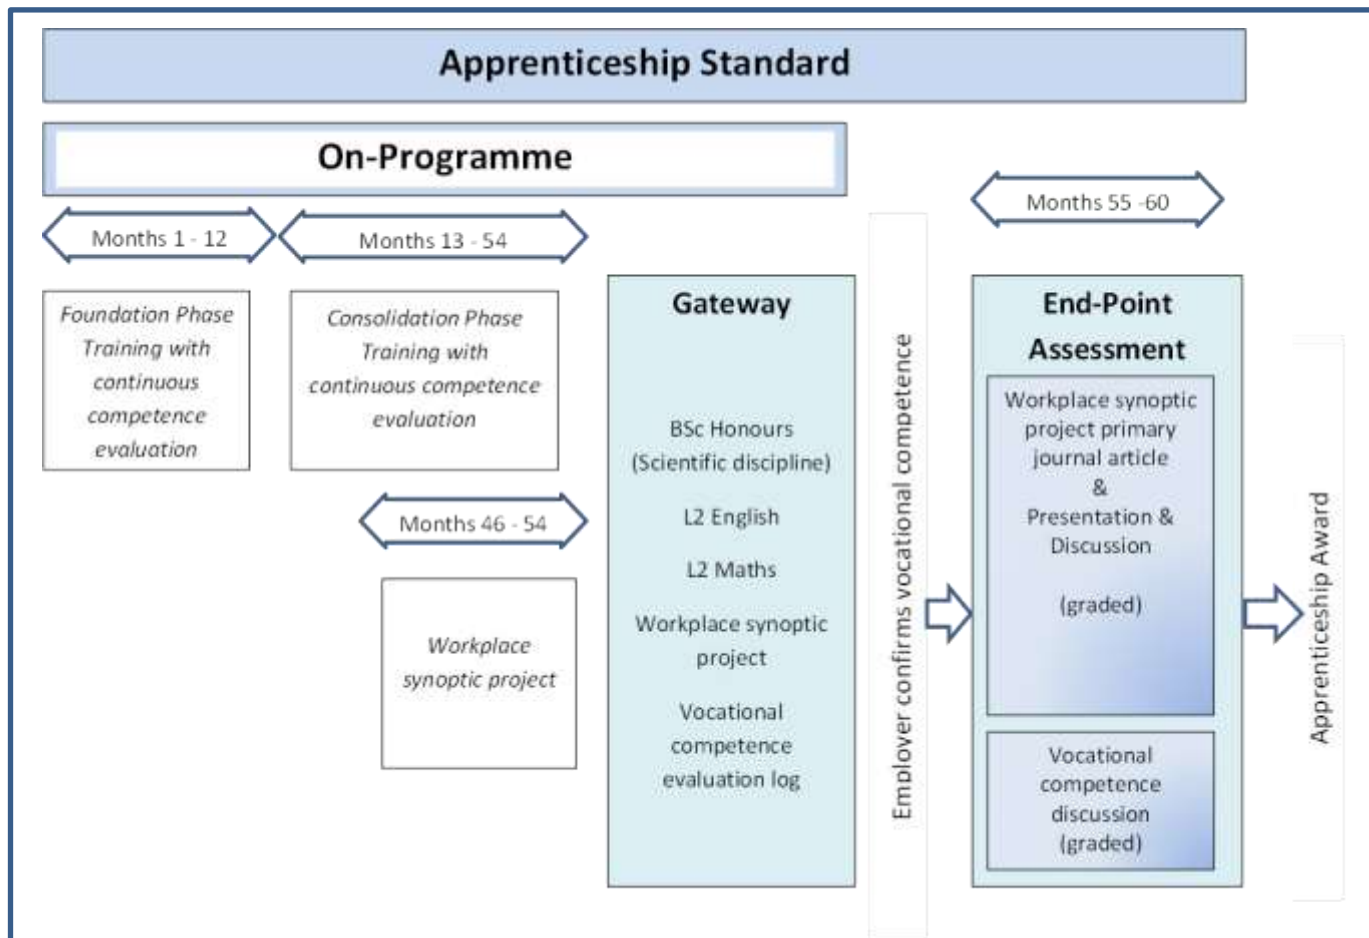 Apprenticeship Standard
On-Programme
Months 1 - 12
Months 13 - 54
Foundation Phase
Training with
continuous
competence
evaluation
Consolidation Phase
Training with
continuous competence
evaluation
Months 46 - 54
Workplace
synoptic project
Gateway
BSc Honours
(Scientific discipline)
L2 English
L2 Maths
Workplace synoptic
project
Vocational
competence
evaluation log
Employer confirms vocational competence
Months 55 -60
End-Point
Assessment
Workplace synoptic
project primary
journal article
&
Presentation &
Discussion
(graded)
Vocational
competence
discussion
(graded)
Apprenticeship Award